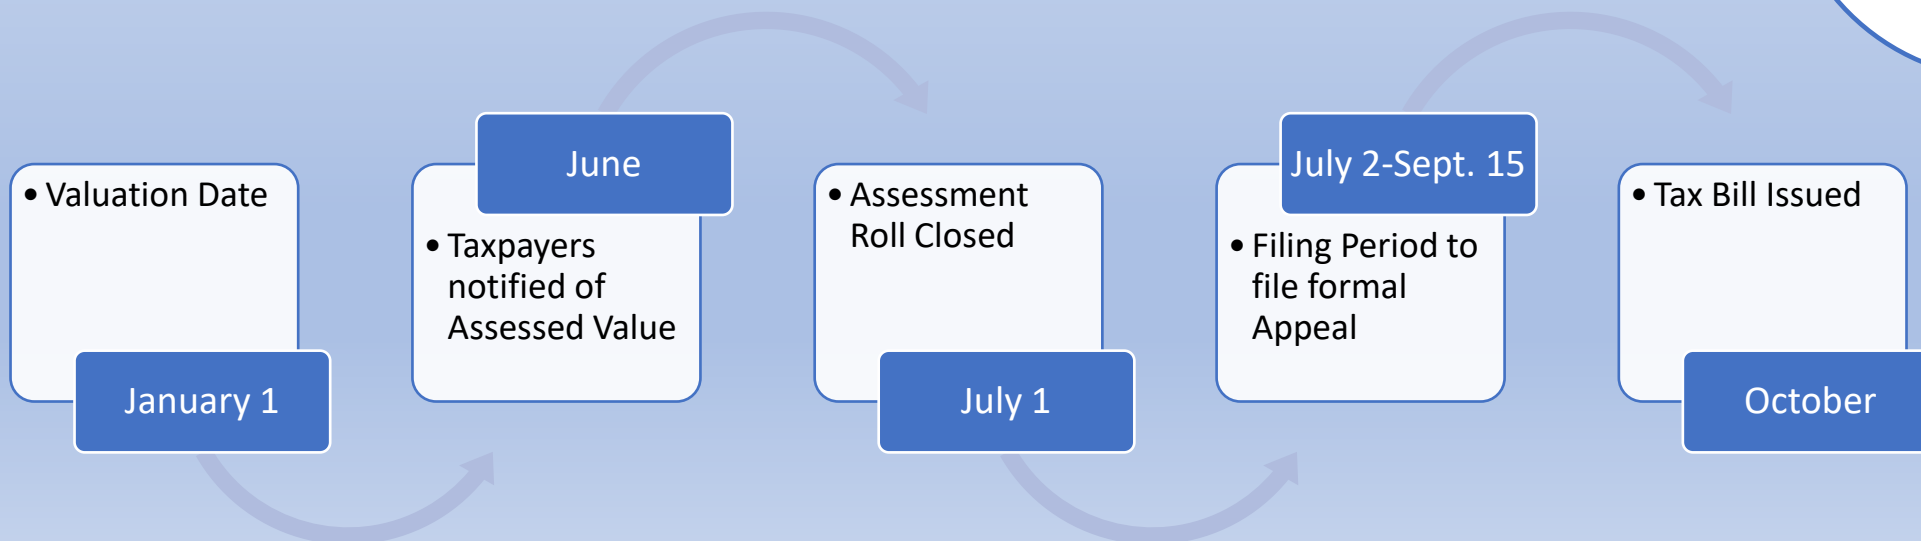 • Valuation Date
January 1
June
• Taxpayers
notified of
Assessed Value
• Assessment
Roll Closed
July 1
July 2-Sept. 15
• Filing Period to
file formal
Appeal
• Tax Bill Issued
October